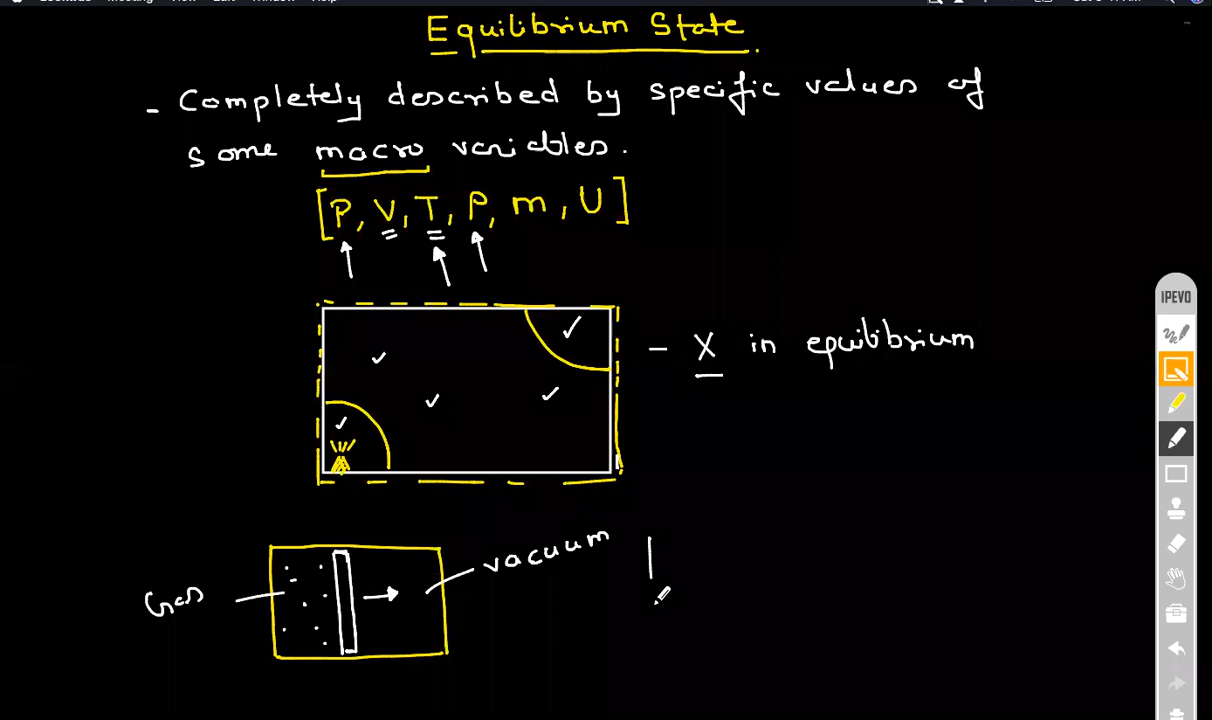 Equilibrium State
- Completely described by specific values of
some macro variables.
[P, V, T, P, m, U]
- X in equilibrium
Gas
vacuum
IPEVO